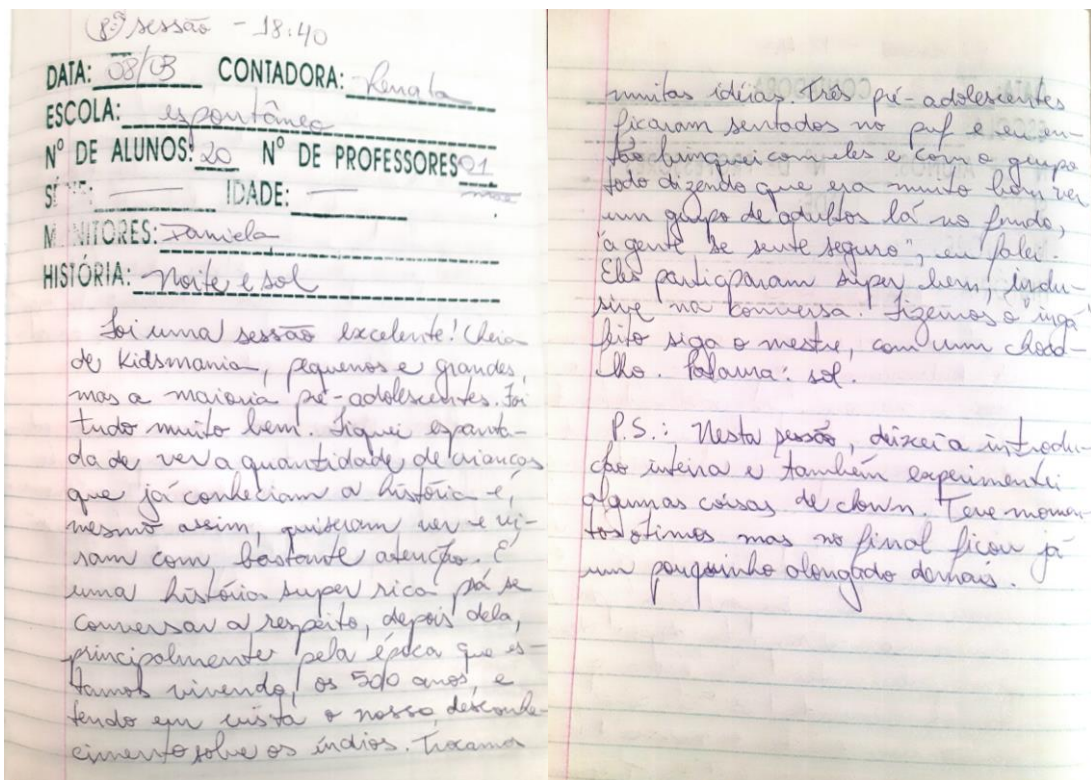 8ª sessão - 18:40
DATA: 08/03 CONTADORA: Renata
ESCOLA: espontânea
Nº DE ALUNOS: 20 Nº DE PROFESSORES 01
SÉRIE: — IDADE: —
MONITORES: Daniela
HISTÓRIA: Noite e sol
Foi uma sessão excelente! Cheia
de Kidsmania, pequenos e grandes,
mas a maioria pré-adolescentes. Foi
tudo muito bem. Fiquei espanta-
da de ver a quantidade de crianças
que já conheciam a história e,
mesmo assim, quiseram ver e vi-
ram com bastante atenção. É
uma história super rica pra se
conversar a respeito, depois dela,
principalmente pela época que es-
tamos vivendo, os 500 anos, e
tendo em vista o nosso desconhe-
cimento sobre os índios. Trocamos
muitas idéias. Três pré-adolescentes
ficaram sentados no puf e eu en-
tão brinquei com eles e com o grupo
todo dizendo que era muito bom ver
um grupo de adultos lá no fundo,
"a gente se sente seguro", eu falei.
Eles participaram super bem, inclu-
sive na conversa. Fizemos o
siga o mestre, com um choca-
lho. Palavra: sol.
P.S.: Nesta sessão, deixei a introdu-
ção inteira e também experimentei
algumas coisas de clown. Teve momen-
tos ótimos mas no final ficou já
um pouquinho alongado demais.